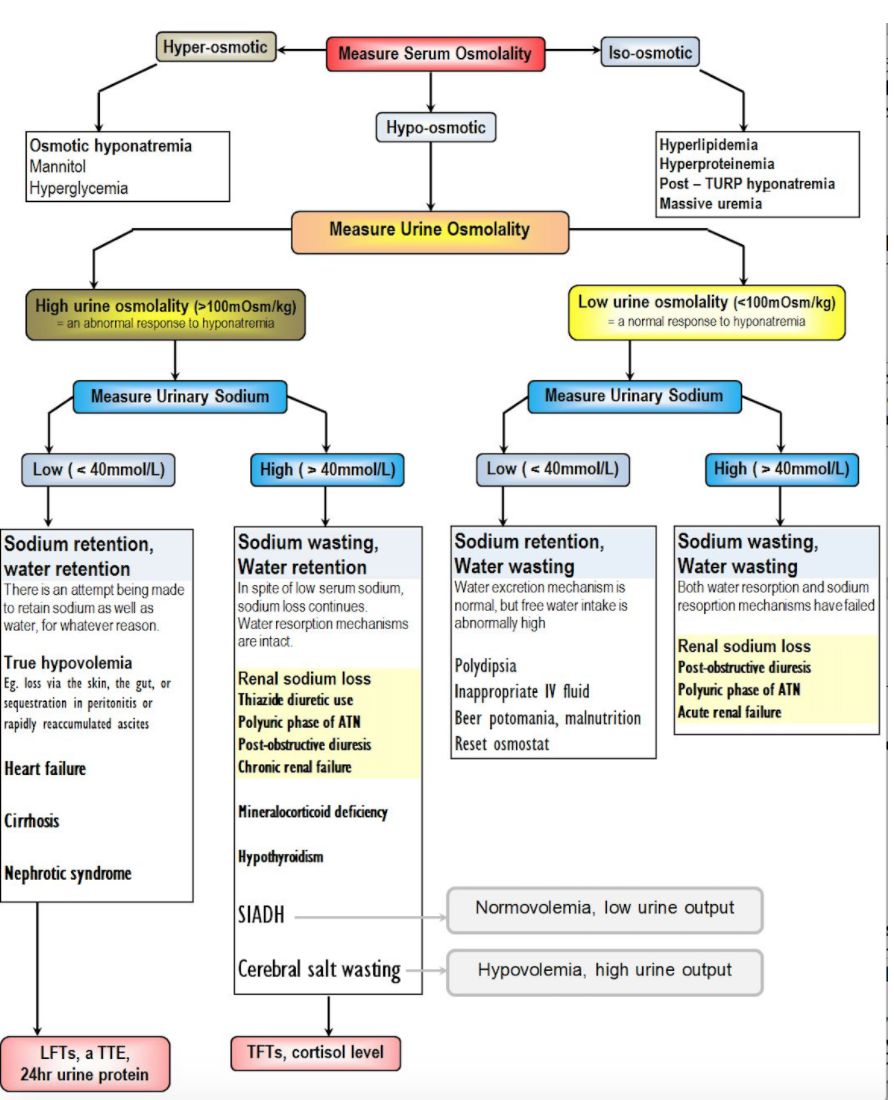 Hyper-osmotic
Measure Serum Osmolality
Iso-osmotic
Hypo-osmotic
Osmotic hyponatremia
Mannitol
Hyperglycemia
Hyperlipidemia
Hyperproteinemia
Post – TURP hyponatremia
Massive uremia
Measure Urine Osmolality
High urine osmolality (>100mOsm/kg)
= an abnormal response to hyponatremia
Low urine osmolality (<100mOsm/kg)
= a normal response to hyponatremia
Measure Urinary Sodium
Measure Urinary Sodium
Low ( < 40mmol/L)
High ( > 40mmol/L)
Low ( < 40mmol/L)
High ( > 40mmol/L)
Sodium retention,
water retention
There is an attempt being made
to retain sodium as well as
water, for whatever reason.
True hypovolemia
Eg. loss via the skin, the gut, or
sequestration in peritonitis or
rapidly reaccumulated ascites
Heart failure
Cirrhosis
Nephrotic syndrome
Sodium wasting,
Water retention
In spite of low serum sodium,
sodium loss continues.
Water resorption mechanisms
are intact.
Renal sodium loss
Thiazide diuretic use
Polyuric phase of ATN
Post-obstructive diuresis
Chronic renal failure
Mineralocorticoid deficiency
Hypothyroidism
SIADH
Cerebral salt wasting
Sodium retention,
Water wasting
Water excretion mechanism is
normal, but free water intake is
abnormally high
Polydipsia
Inappropriate IV fluid
Beer potomania, malnutrition
Reset osmostat
Sodium wasting,
Water wasting
Both water resorption and sodium
resoprtion mechanisms have failed
Renal sodium loss
Post-obstructive diuresis
Polyuric phase of ATN
Acute renal failure
Normovolemia, low urine output
Hypovolemia, high urine output
LFTs, a TTE,
24hr urine protein
TFTs, cortisol level